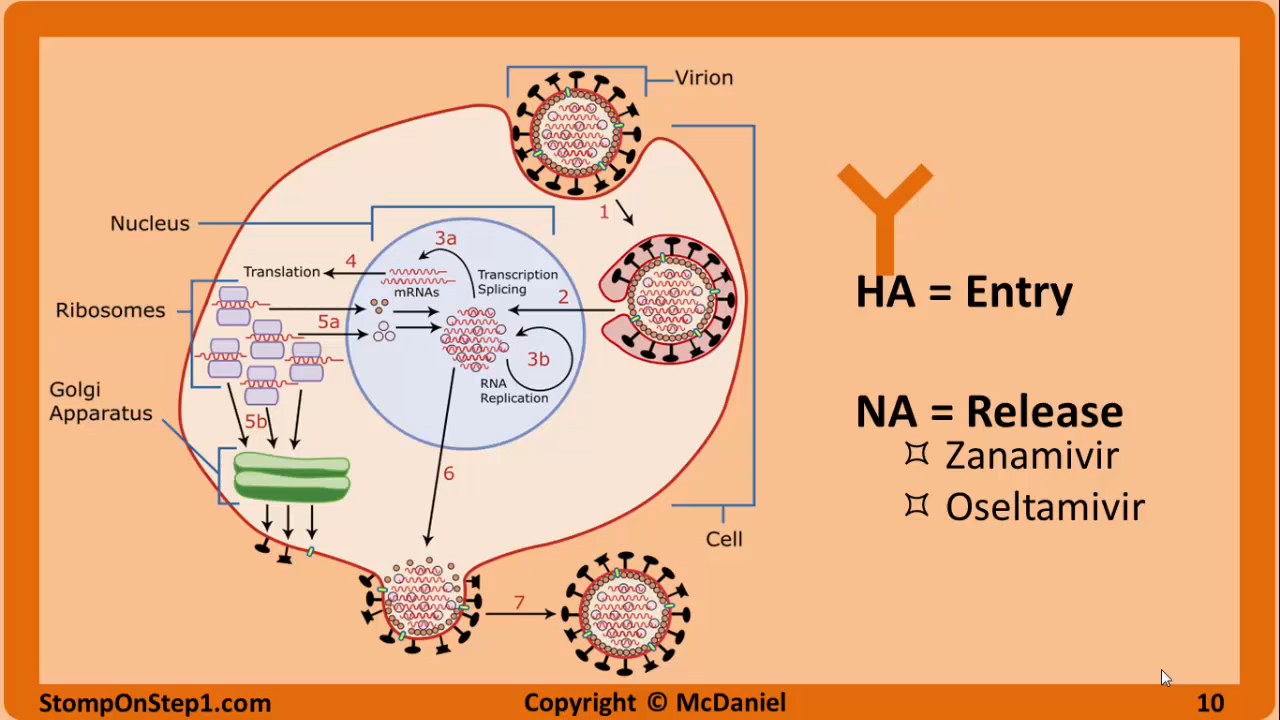 Virion
Nucleus
1
3a
4
Translation
mRNAs
Transcription
Splicing
2
Ribosomes
5a
3b
RNA
Replication
Golgi
Apparatus
5b
6
Cell
7
HA = Entry
NA = Release
Zanamivir
Oseltamivir
StompOnStep1.com
Copyright © McDaniel
10